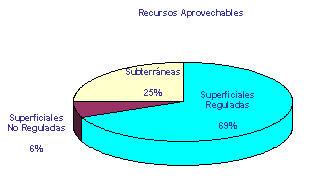 Recursos Aprovechables
Subterráneas
25%
Superficiales
Reguladas
69%
Superficiales
No Reguladas
6%